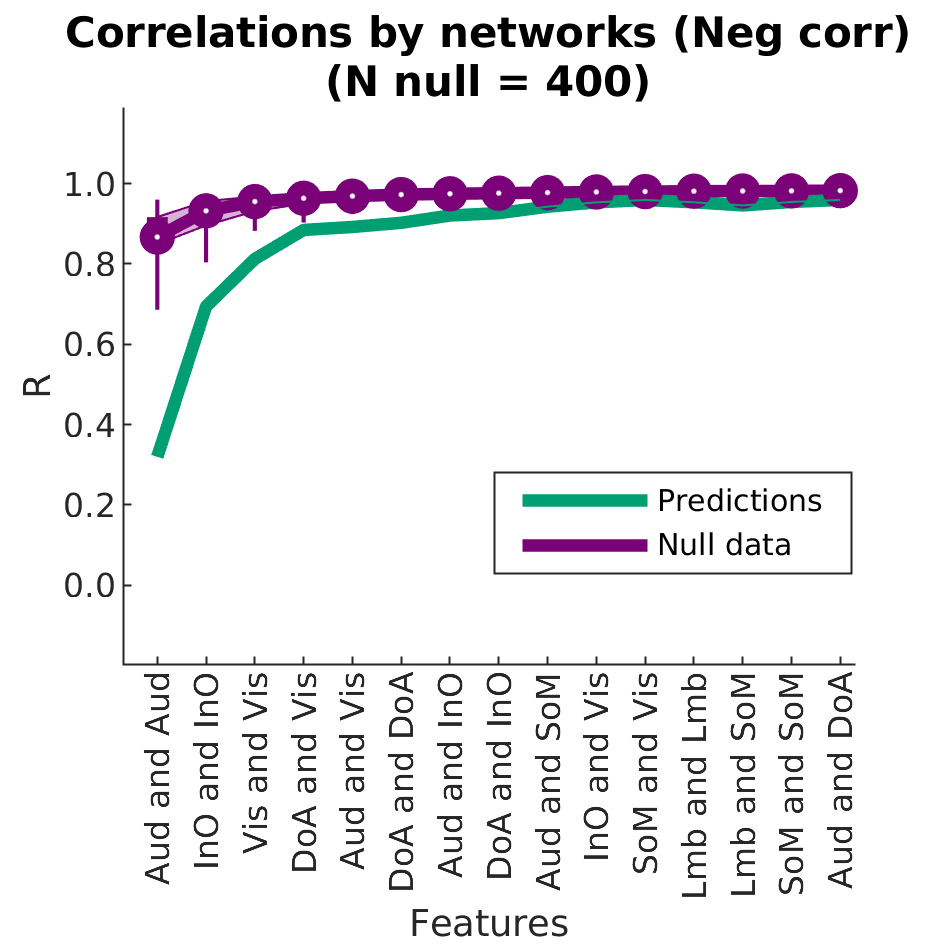 Correlations by networks (Neg corr)
(N null = 400)
1.0
0.8
0.6
0.4
0.2
0.0
R
Predictions
Null data
Aud and Aud
InO and InO
Vis and Vis
DoA and Vis
Aud and Vis
DoA and DoA
Aud and InO
DoA and InO
Aud and SoM
InO and Vis
SoM and Vis
Lmb and Lmb
Lmb and SoM
SoM and SoM
Aud and DoA
Features